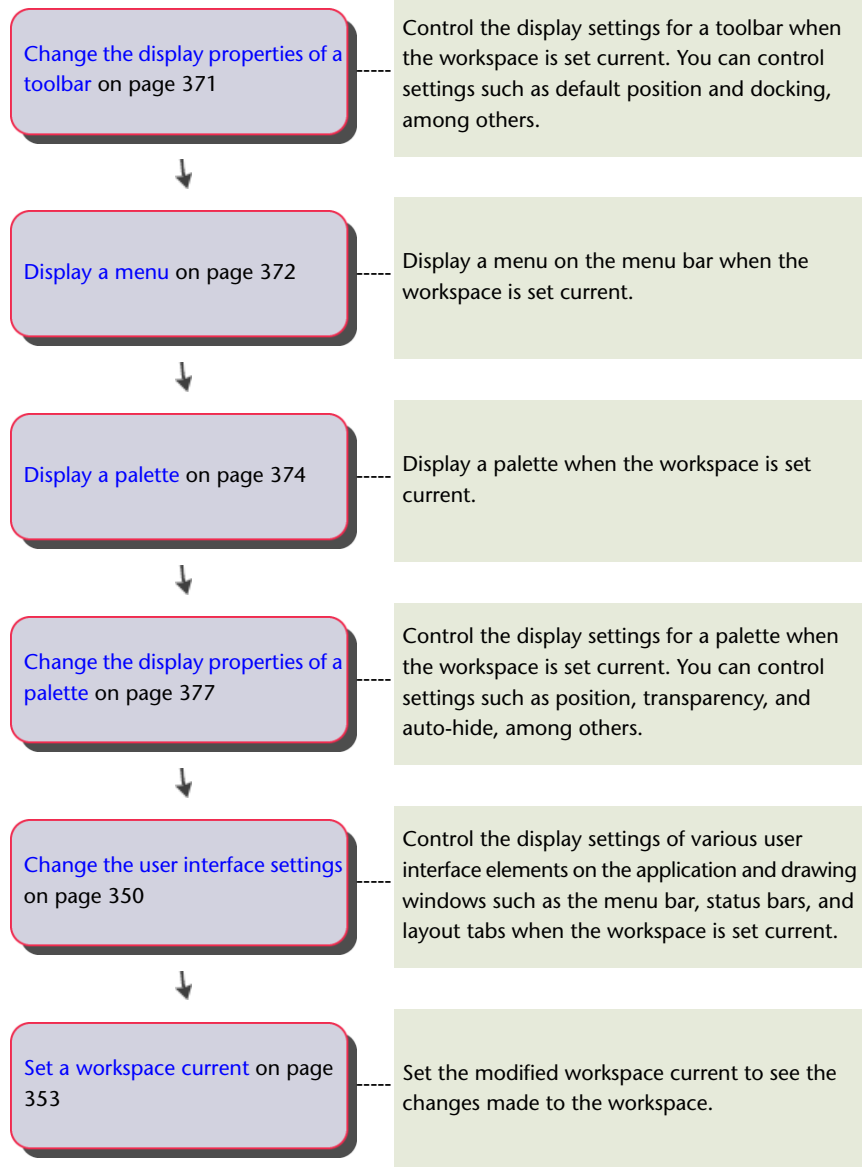 Change the display properties of a
toolbar on page 371
Control the display settings for a toolbar when
the workspace is set current. You can control
settings such as default position and docking,
among others.
Display a menu on page 372
Display a menu on the menu bar when the
workspace is set current.
Display a palette on page 374
Display a palette when the workspace is set
current.
Change the display properties of a
palette on page 377
Control the display settings for a palette when
the workspace is set current. You can control
settings such as position, transparency, and
auto-hide, among others.
Change the user interface settings
on page 350
Control the display settings of various user
interface elements on the application and drawing
windows such as the menu bar, status bars, and
layout tabs when the workspace is set current.
Set a workspace current on page
353
Set the modified workspace current to see the
changes made to the workspace.